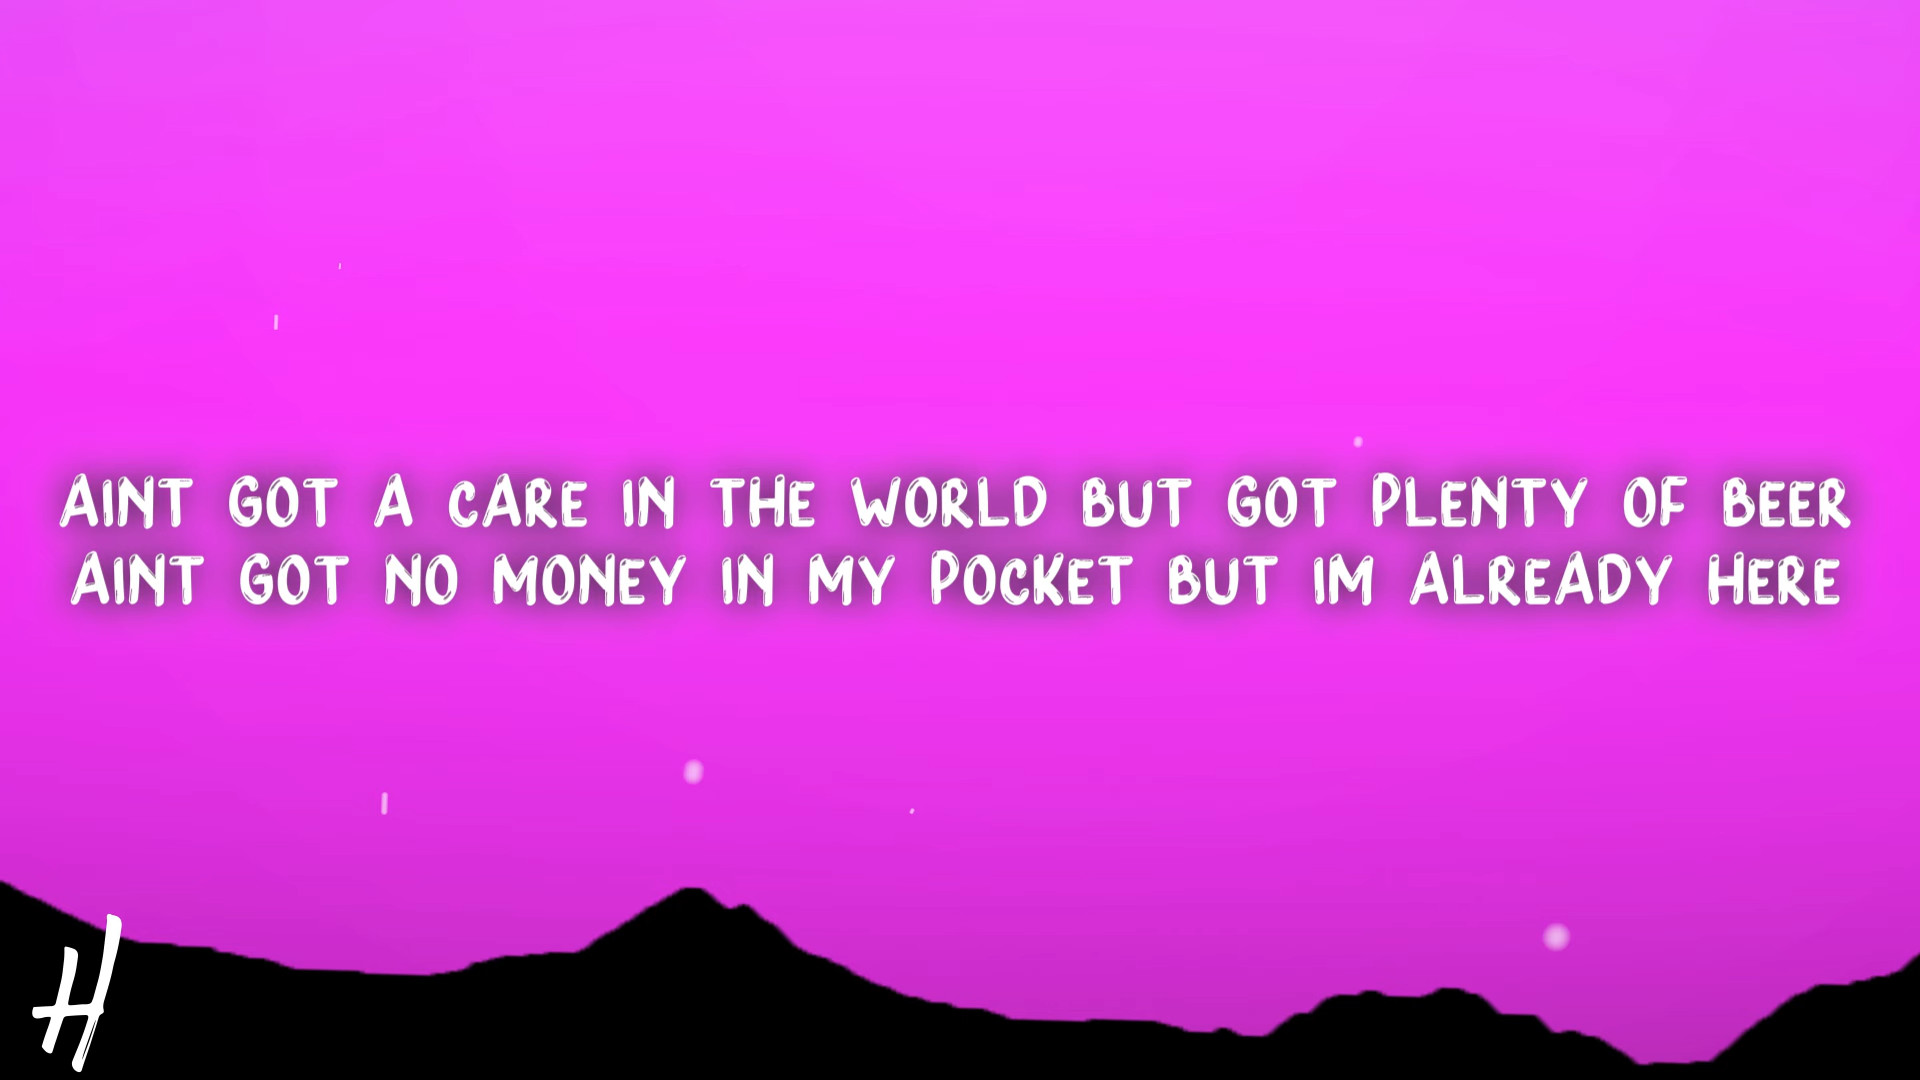 AINT GOT A CARE IN THE WORLD BUT GOT PLENTY OF BEER
AINT GOT NO MONEY IN MY POCKET BUT IM ALREADY HERE
H